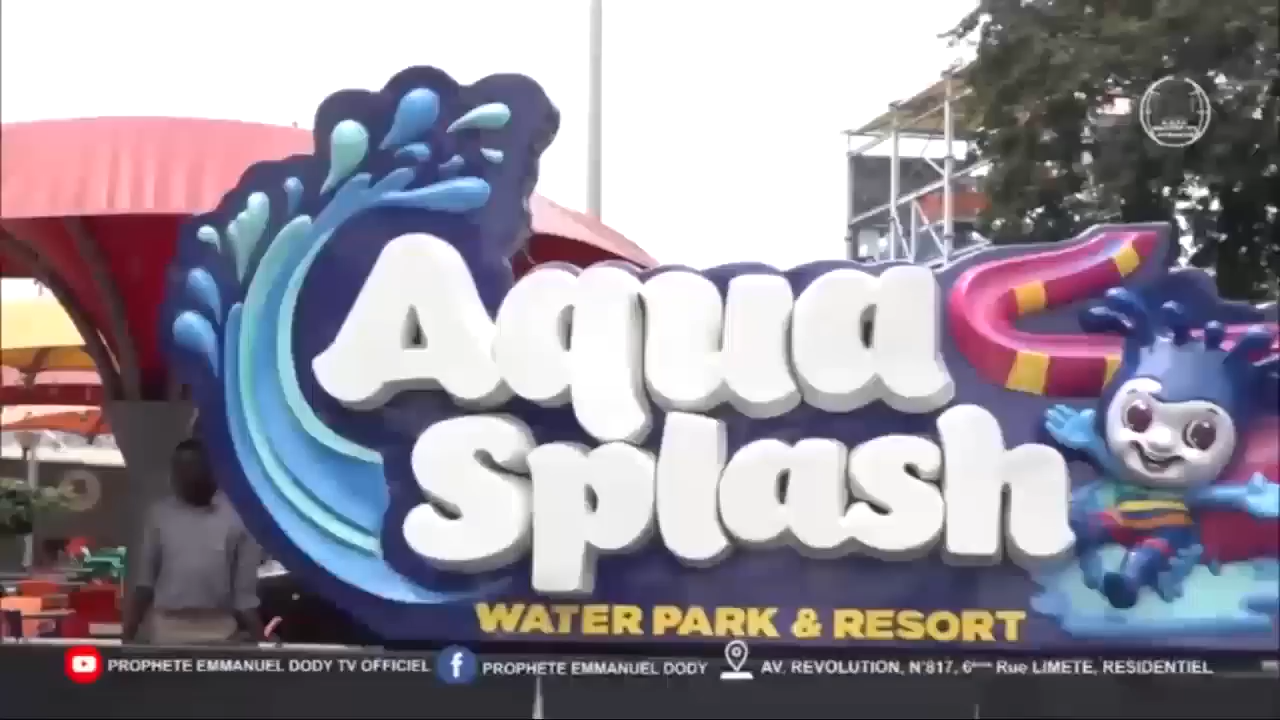 Aqua
Splash
WATER PARK & RESORT
PROPHETE EMMANUEL DODY TV OFFICIEL
PROPHETE EMMANUEL DODY
AV. REVOLUTION, N°817, 6ème Rue LIMETE, RESIDENTIEL